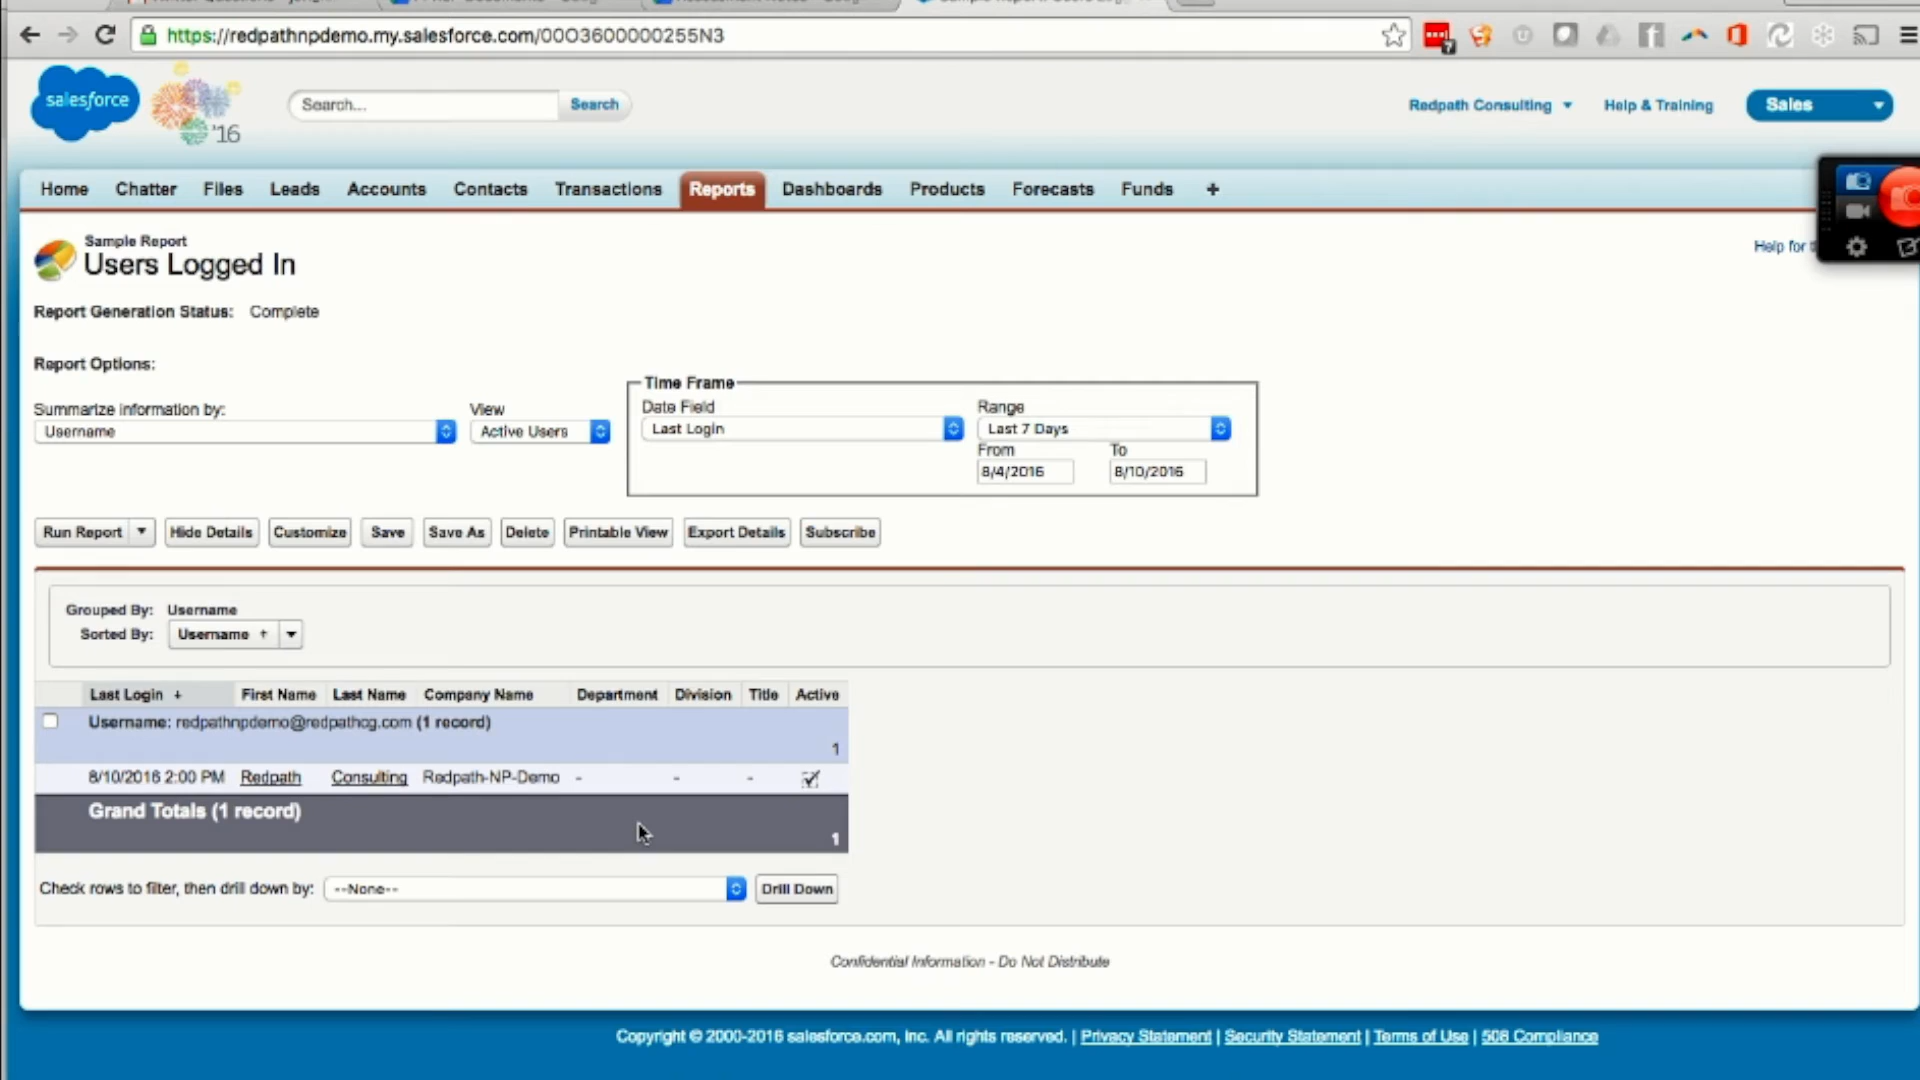 https://redpathnpdemo.my.salesforce.com/00O3600000255N3
salesforce
'16
Search...
Search
Redpath Consulting
Help & Training
Sales
Home Chatter Files Leads Accounts Contacts Transactions Reports Dashboards Products Forecasts Funds +
Sample Report
Users Logged In
Help for
Report Generation Status: Complete
Report Options:
Time Frame
Summarize information by: View Date Field Range
Username Active Users Last Login Last 7 Days
From To
8/4/2016 8/10/2016
Run Report Hide Details Customize Save Save As Delete Printable View Export Details Subscribe
Grouped By: Username
Sorted By: Username ↑
Last Login + First Name Last Name Company Name Department Division Title Active
Username: redpathnpdemo@redpathcg.com (1 record)
1
8/10/2016 2:00 PM Redpath Consulting Redpath-NP-Demo - - -
Grand Totals (1 record)
1
Check rows to filter, then drill down by: --None-- Drill Down
Confidential Information - Do Not Distribute
Copyright © 2000-2016 salesforce.com, inc. All rights reserved. | Privacy Statement | Security Statement | Terms of Use | 508 Compliance